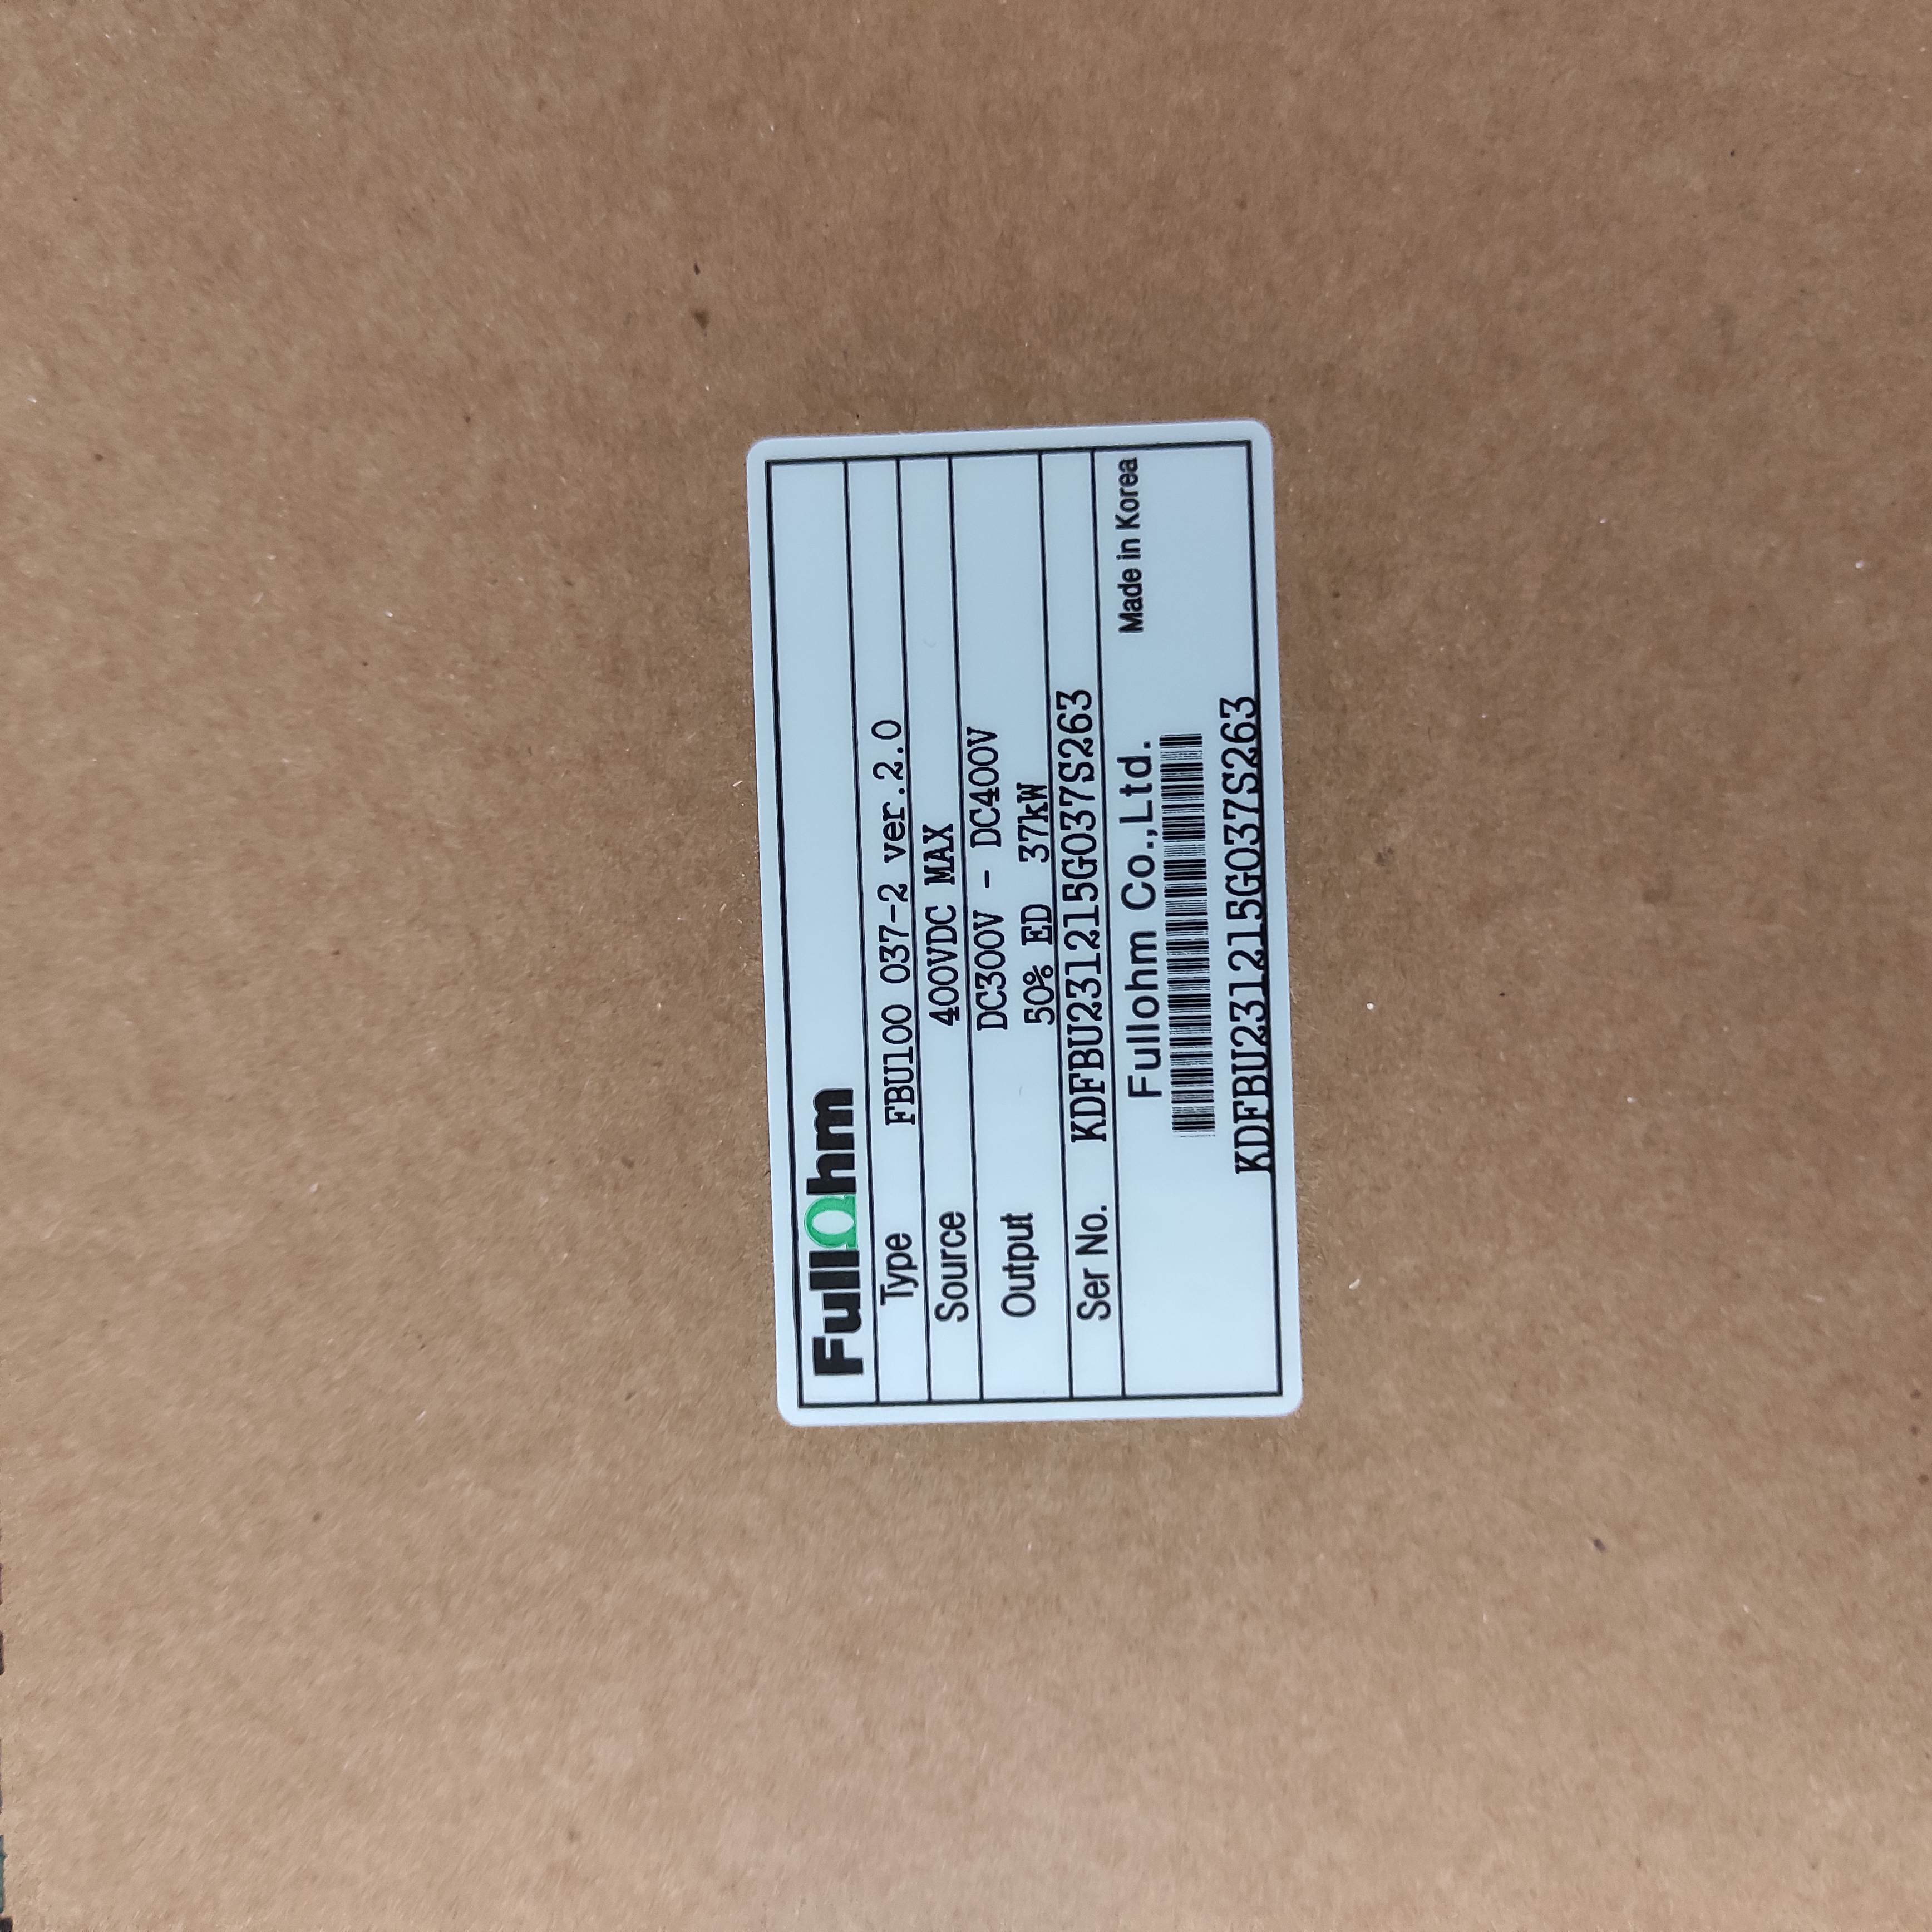 FullΩhm
Type FBU100 037-2 ver.2.0
Source 400VDC MAX
Output DC300V - DC400V
50% ED 37kW
Ser No. KDFBU231215G037S263
Fullohm Co.,Ltd. Made in Korea
KDFBU231215G037S263